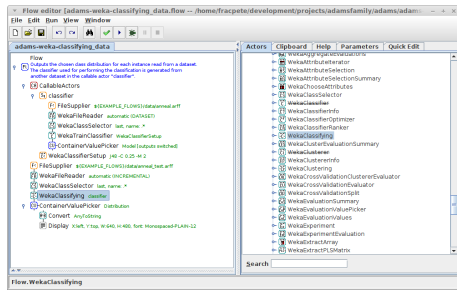 Flow editor [adams-weka-classifying_data.flow -- /home/fracpete/development/projects/adamsfamily/adams/adams-
File Edit Run View Window
adams-weka-classifying_data
Flow
Outputs the chosen class distribution for each instance read from a dataset.
The classifier used for performing the classification is generated from
another dataset in the callable actor "classifier".
CallableActors
classifier
FileSupplier ${EXAMPLE_FLOWS}/data/anneal.arff
WekaFileReader automatic (DATASET)
WekaClassSelector last, name: .*
WekaTrainClassifier WekaClassifierSetup
ContainerValuePicker Model [outputs switched]
WekaClassifierSetup J48 -C 0.25 -M 2
FileSupplier ${EXAMPLE_FLOWS}/data/anneal_test.arff
WekaFileReader automatic (INCREMENTAL)
WekaClassSelector last, name: .*
WekaClassifying classifier
ContainerValuePicker Distribution
Convert AnyToString
Display X:left, Y:top, W:640, H:480, font: Monospaced-PLAIN-12
Actors Clipboard Help Parameters Quick Edit
WekaAggregateEvaluations
WekaAttributeIterator
WekaAttributeSelection
WekaAttributeSelectionSummary
WekaChooseAttributes
WekaClassSelector
WekaClassifier
WekaClassifierInfo
WekaClassifierOptimizer
WekaClassifierRanker
WekaClassifying
WekaClusterEvaluationSummary
WekaClusterer
WekaClustererInfo
WekaClustering
WekaCrossValidationClustererEvaluator
WekaCrossValidationEvaluator
WekaCrossValidationSplit
WekaEvaluationSummary
WekaEvaluationValuePicker
WekaEvaluationValues
WekaExperiment
WekaExperimentEvaluation
WekaExtractArray
WekaExtractPLSMatrix
Search
Flow.WekaClassifying